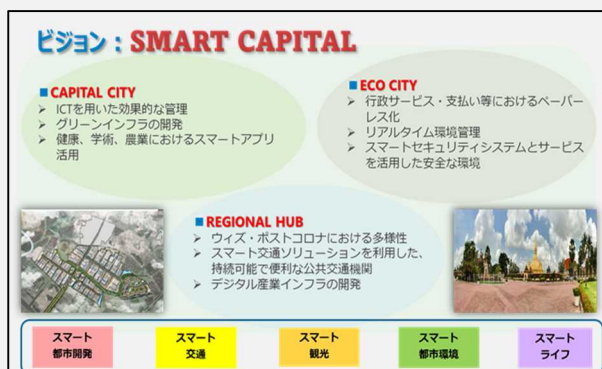 ビジョン : SMART CAPITAL
■CAPITAL CITY
➢ ICTを用いた効果的な管理
➢ グリーンインフラの開発
➢ 健康、学術、農業におけるスマートアプリ
活用
■ECO CITY
➢ 行政サービス・支払い等におけるペーパー
レス化
➢ リアルタイム環境管理
➢ スマートセキュリティシステムとサービス
を活用した安全な環境
■REGIONAL HUB
➢ ウィズ・ポストコロナにおける多様性
➢ スマート交通ソリューションを利用した、
持続可能で便利な公共交通機関
➢ デジタル産業インフラの開発
スマート
都市開発
スマート
交通
スマート
観光
スマート
都市環境
スマート
ライフ